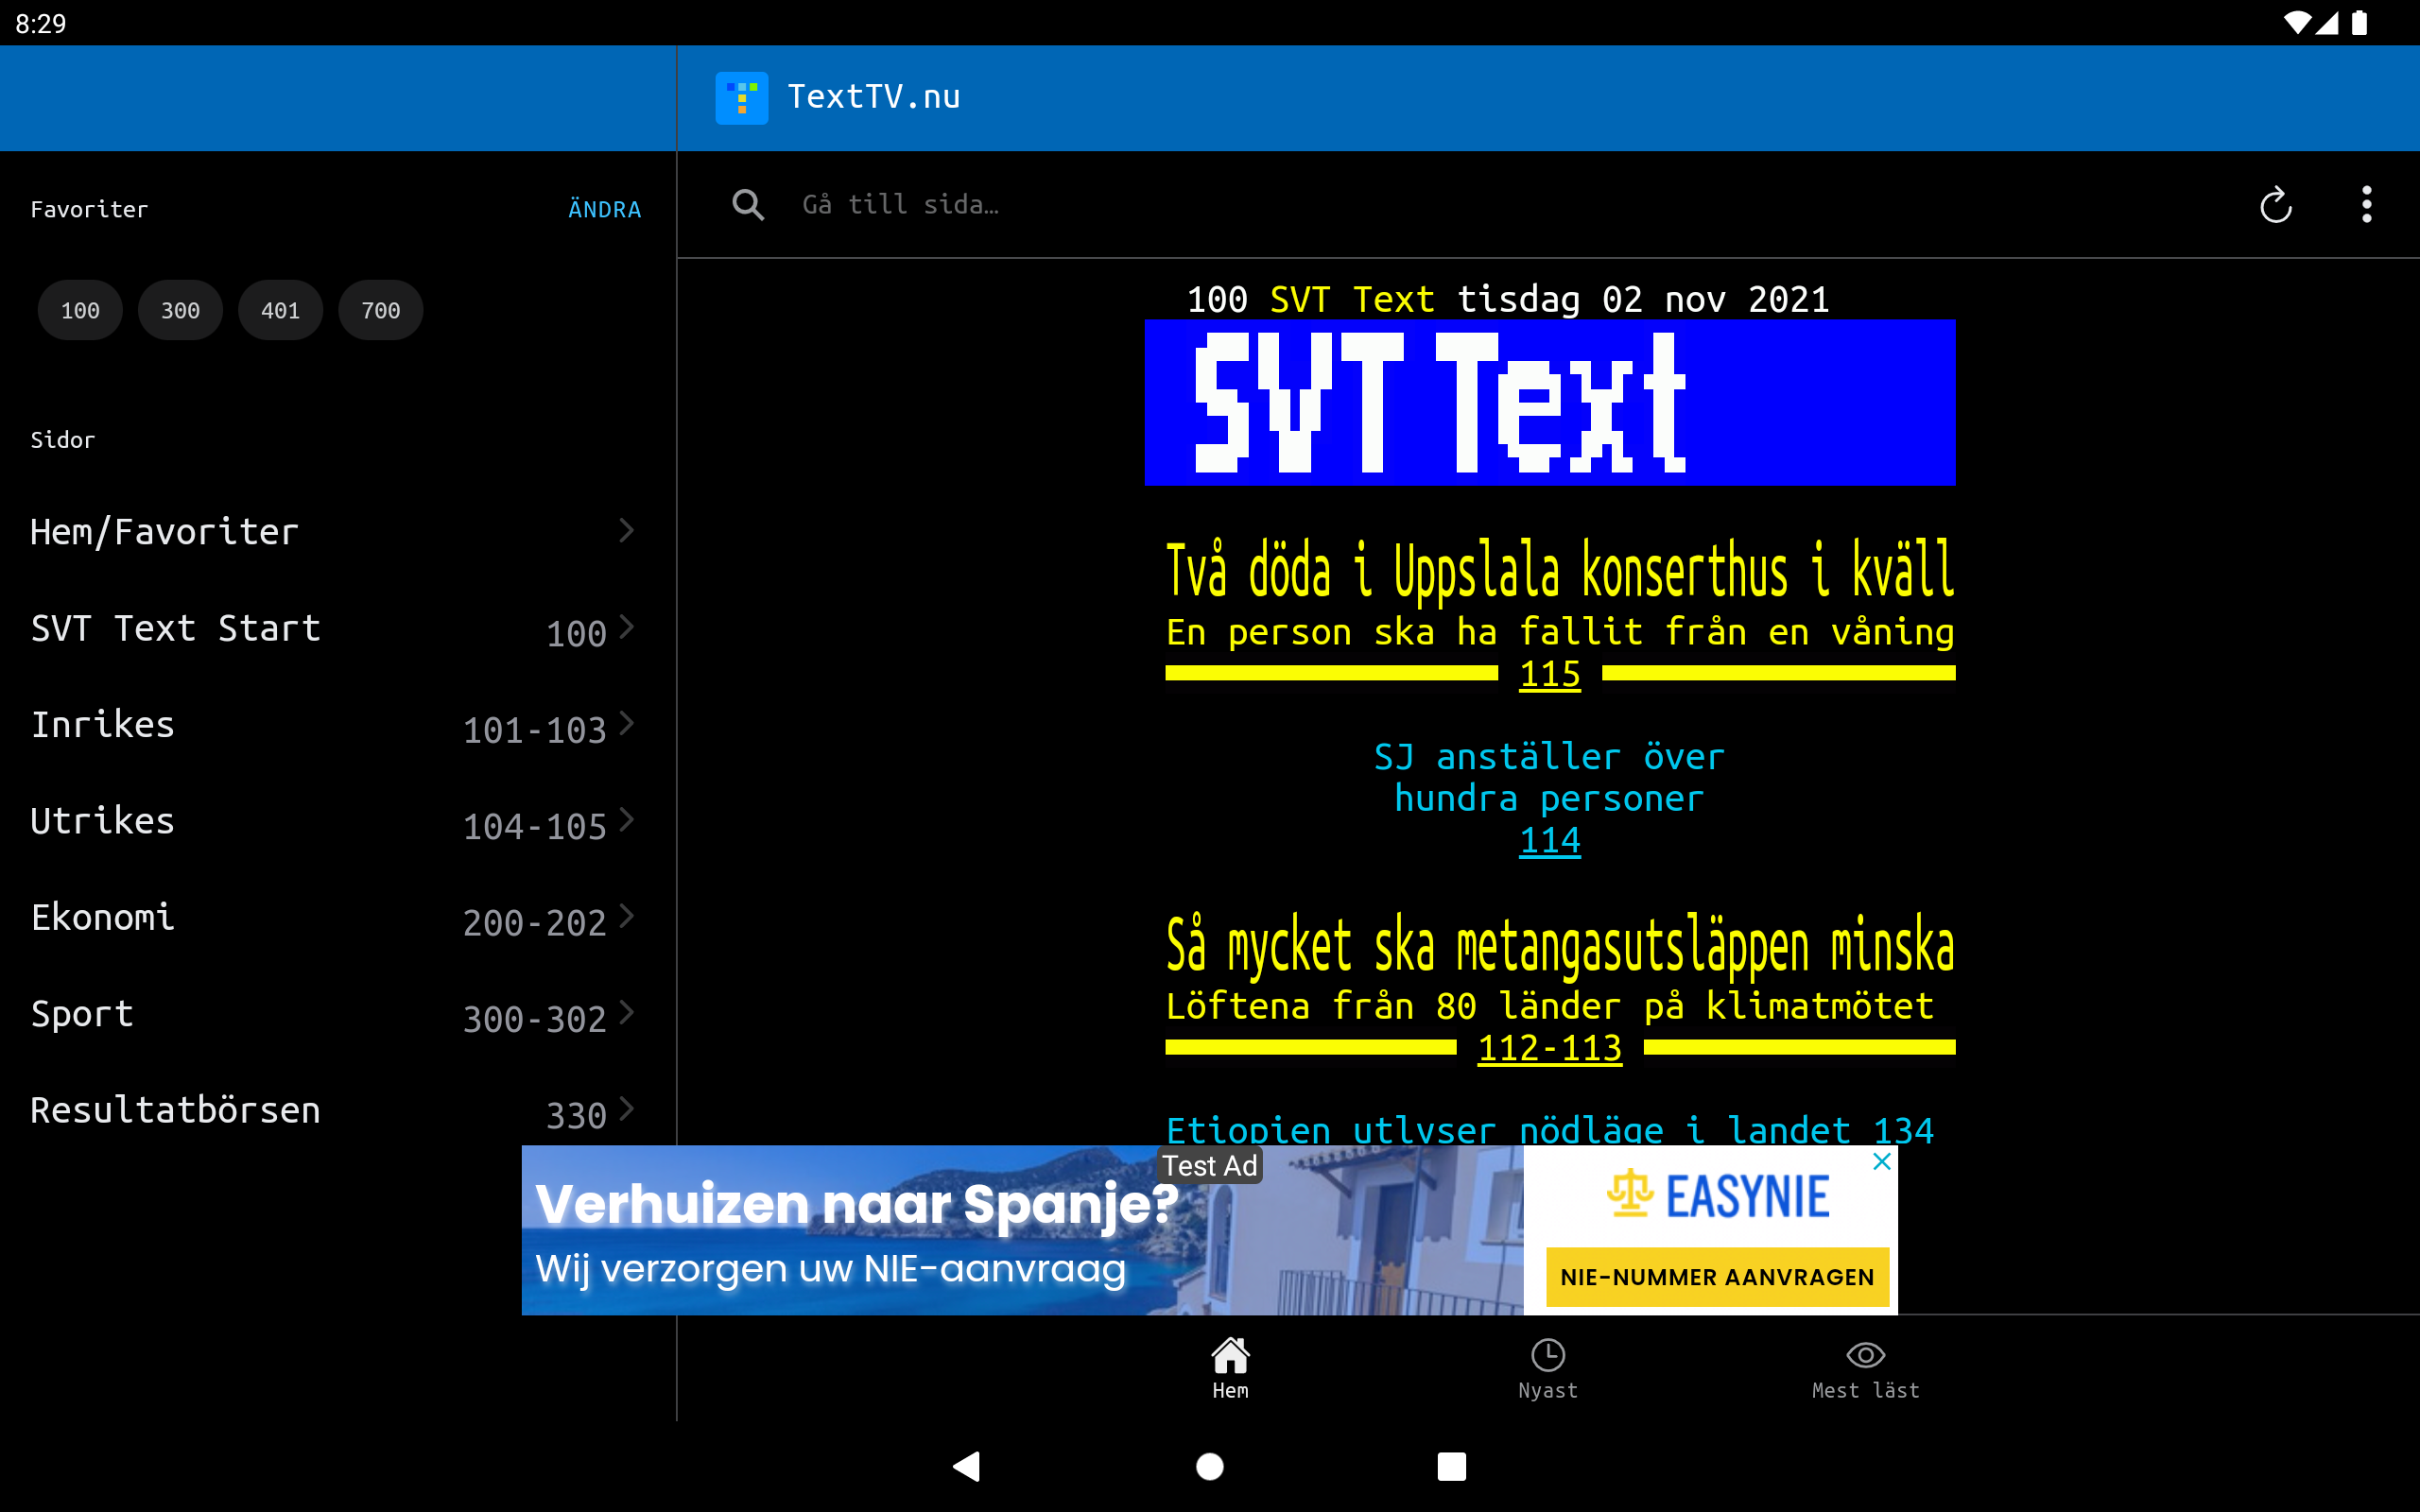 8:29
TextTV.nu
Favoriter
ÄNDRA
100
300
401
700
Sidor
Hem/Favoriter
SVT Text Start 100
Inrikes 101-103
Utrikes 104-105
Ekonomi 200-202
Sport 300-302
Resultatbörsen 330
Gå till sida…
100 SVT Text tisdag 02 nov 2021
SVT Text
Två döda i Uppslala konserthus i kväll
En person ska ha fallit från en våning
115
SJ anställer över
hundra personer
114
Så mycket ska metangasutsläppen minska
Löftena från 80 länder på klimatmötet
112-113
Etiopien utlyser nödläge i landet 134
Test Ad
Verhuizen naar Spanje?
Wij verzorgen uw NIE-aanvraag
EASYNIE
NIE-NUMMER AANVRAGEN
Hem
Nyast
Mest läst